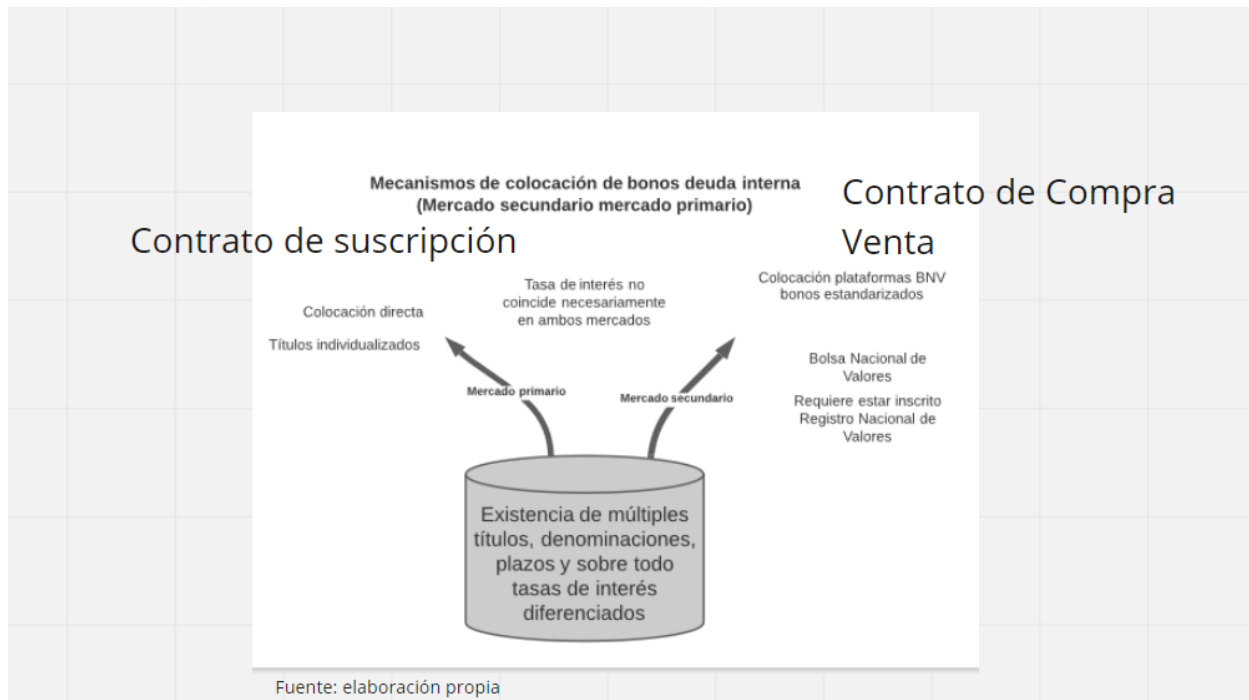 Mecanismos de colocación de bonos deuda interna
(Mercado secundario mercado primario)
Contrato de Compra
Venta
Contrato de suscripción
Colocación plataformas BNV
bonos estandarizados
Tasa de interés no
coincide necesariamente
en ambos mercados
Colocación directa
Títulos individualizados
Bolsa Nacional de
Valores
Requiere estar inscrito
Registro Nacional de
Valores
Mercado primario
Mercado secundario
Existencia de múltiples
títulos, denominaciones,
plazos y sobre todo
tasas de interés
diferenciados
Fuente: elaboración propia